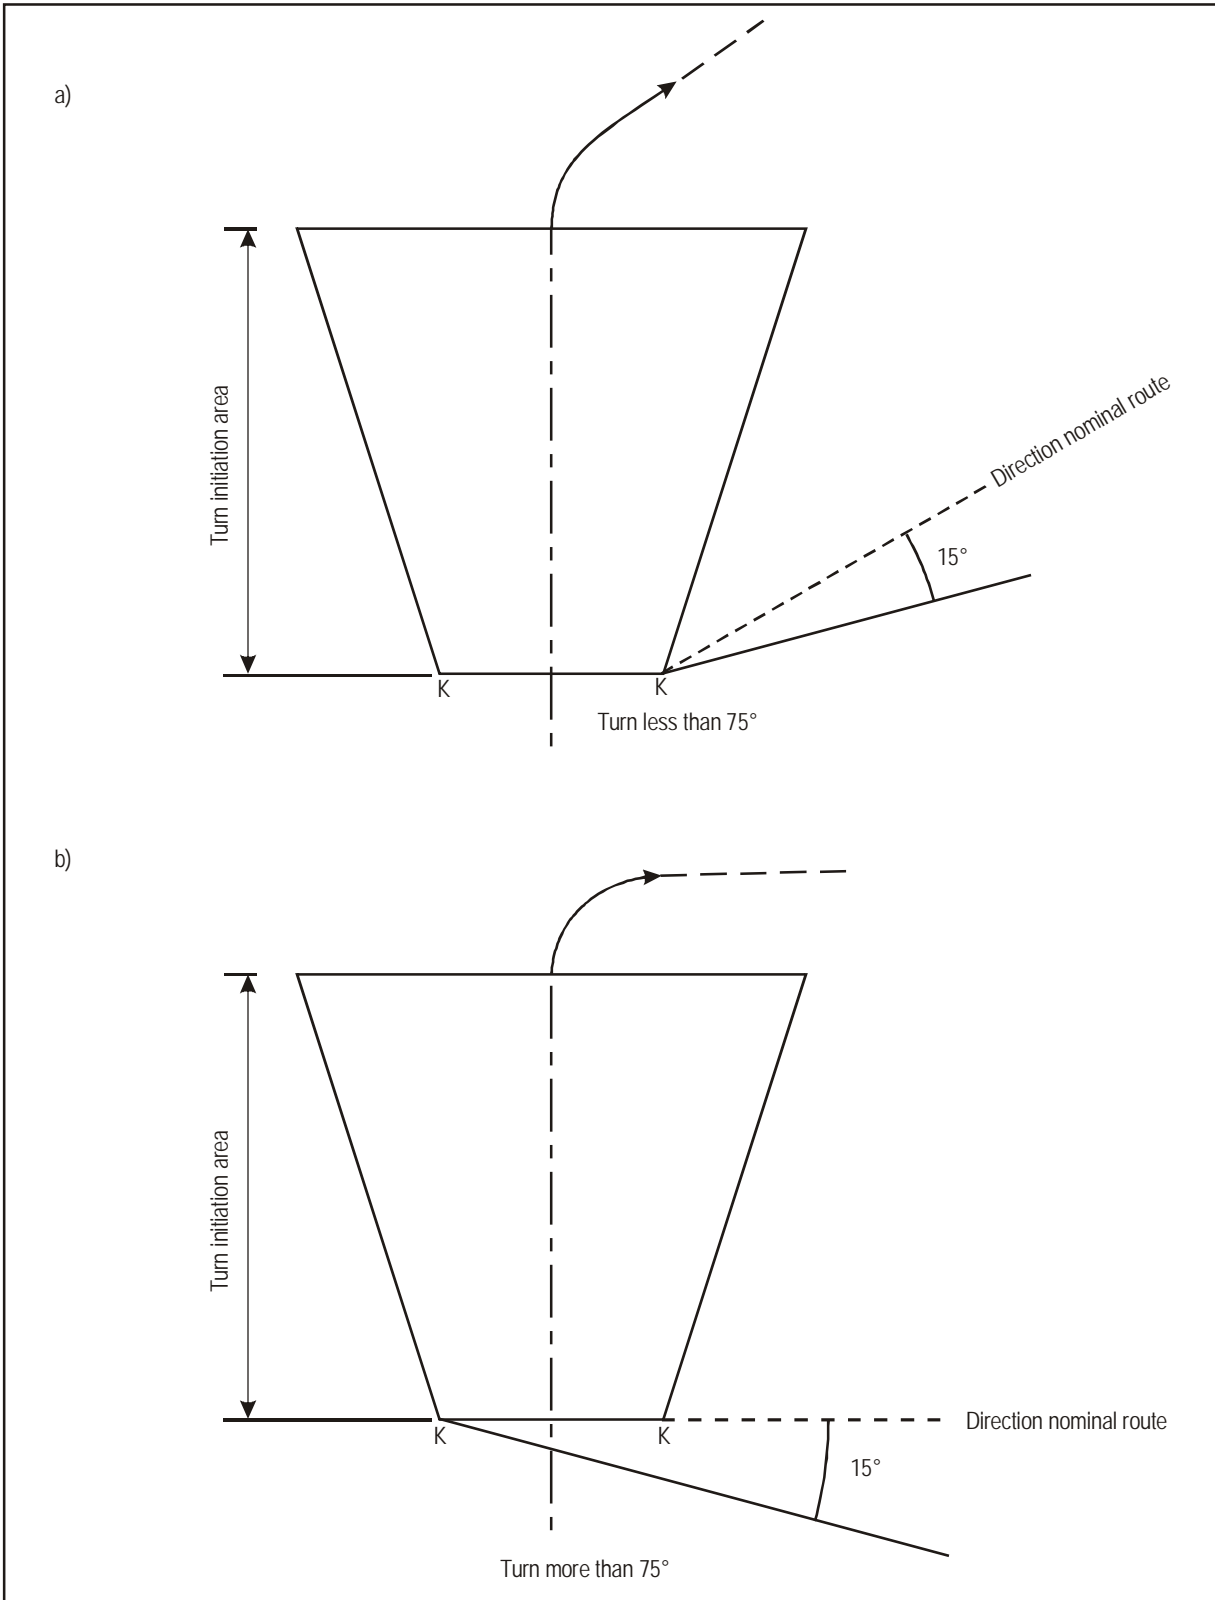 a)
Turn initiation area
Direction nominal route
15°
K
K
Turn less than 75°
b)
Turn initiation area
K
K
Direction nominal route
15°
Turn more than 75°